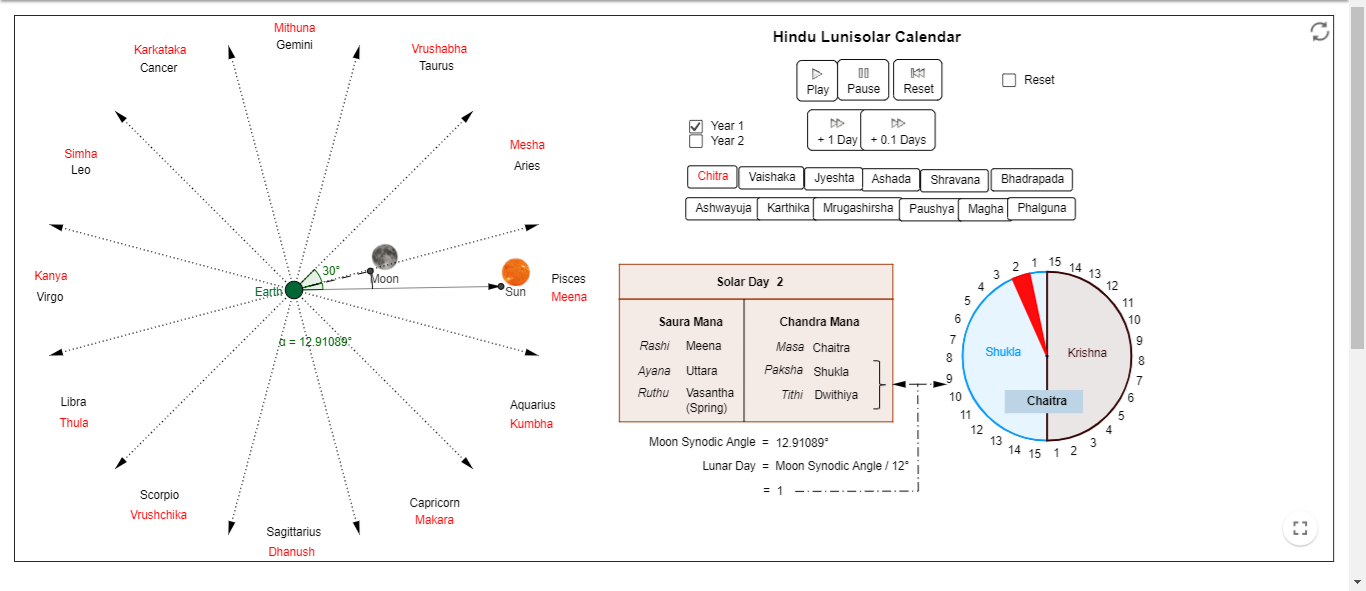 Hindu Lunisolar Calendar
Play
Pause
Reset
Reset
Year 1
Year 2
+ 1 Day
+ 0.1 Days
Chitra Vaishaka Jyeshta Ashada Shravana Bhadrapada
Ashwayuja Karthika Mrugashirsha Paushya Magha Phalguna
Mithuna
Gemini
Karkataka
Cancer
Vrushabha
Taurus
Simha
Leo
Mesha
Aries
Kanya
Virgo
Pisces
Meena
30°
Moon
Earth
Sun
α = 12.91089°
Libra
Thula
Aquarius
Kumbha
Scorpio
Vrushchika
Capricorn
Makara
Sagittarius
Dhanush
Solar Day 2
Saura Mana
Rashi Meena
Ayana Uttara
Ruthu Vasantha
(Spring)
Chandra Mana
Masa Chaitra
Paksha Shukla
Tithi Dwithiya
Moon Synodic Angle = 12.91089°
Lunar Day = Moon Synodic Angle / 12°
= 1
Shukla
Krishna
Chaitra
1
2
3
4
5
6
7
8
9
10
11
12
13
14
15
1
2
3
4
5
6
7
8
9
10
11
12
13
14
15